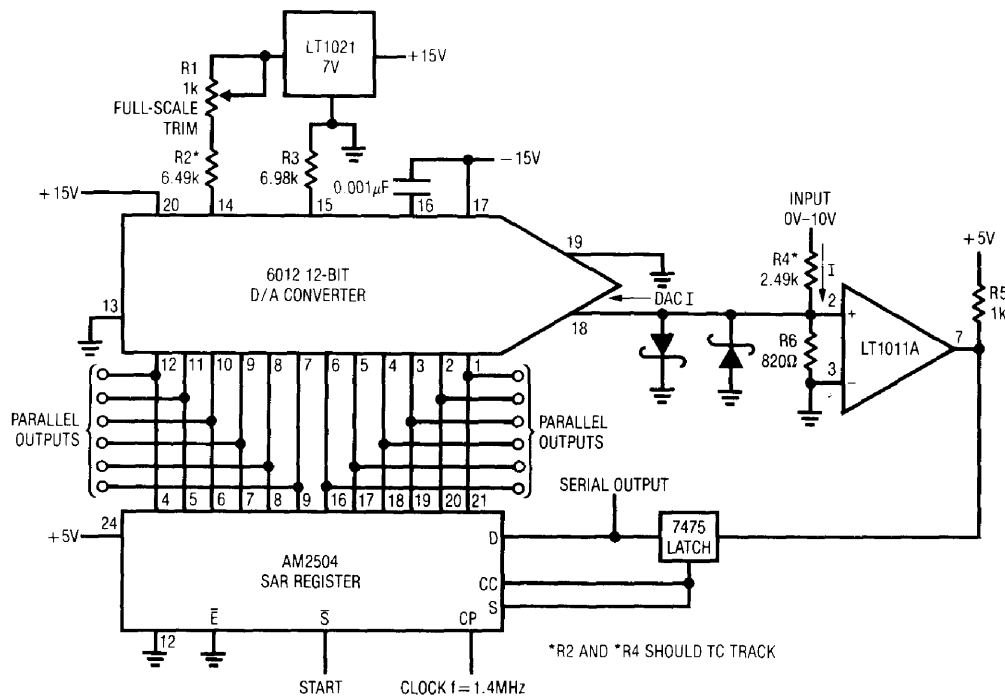 LT1021
7V
+15V
R1
1k
FULL-SCALE
TRIM
R2*
6.49k
R3
6.98k
0.001µF
−15V
+15V
20
14
15
16
17
19
13
6012 12-BIT
D/A CONVERTER
DAC I
18
INPUT
0V–10V
R4*
2.49k
I
+5V
R5
1k
2
+
R6
820Ω
3
−
LT1011A
7
12 11 10 9 8 7 6 5 4 3 2 1
PARALLEL
OUTPUTS
PARALLEL
OUTPUTS
4 5 6 7 8 9 16 17 18 19 20 21
SERIAL OUTPUT
24
+5V
AM2504
SAR REGISTER
D
CC
S
7475
LATCH
12
E̅
S̅
CP
*R2 AND *R4 SHOULD TC TRACK
START
CLOCK f = 1.4MHz